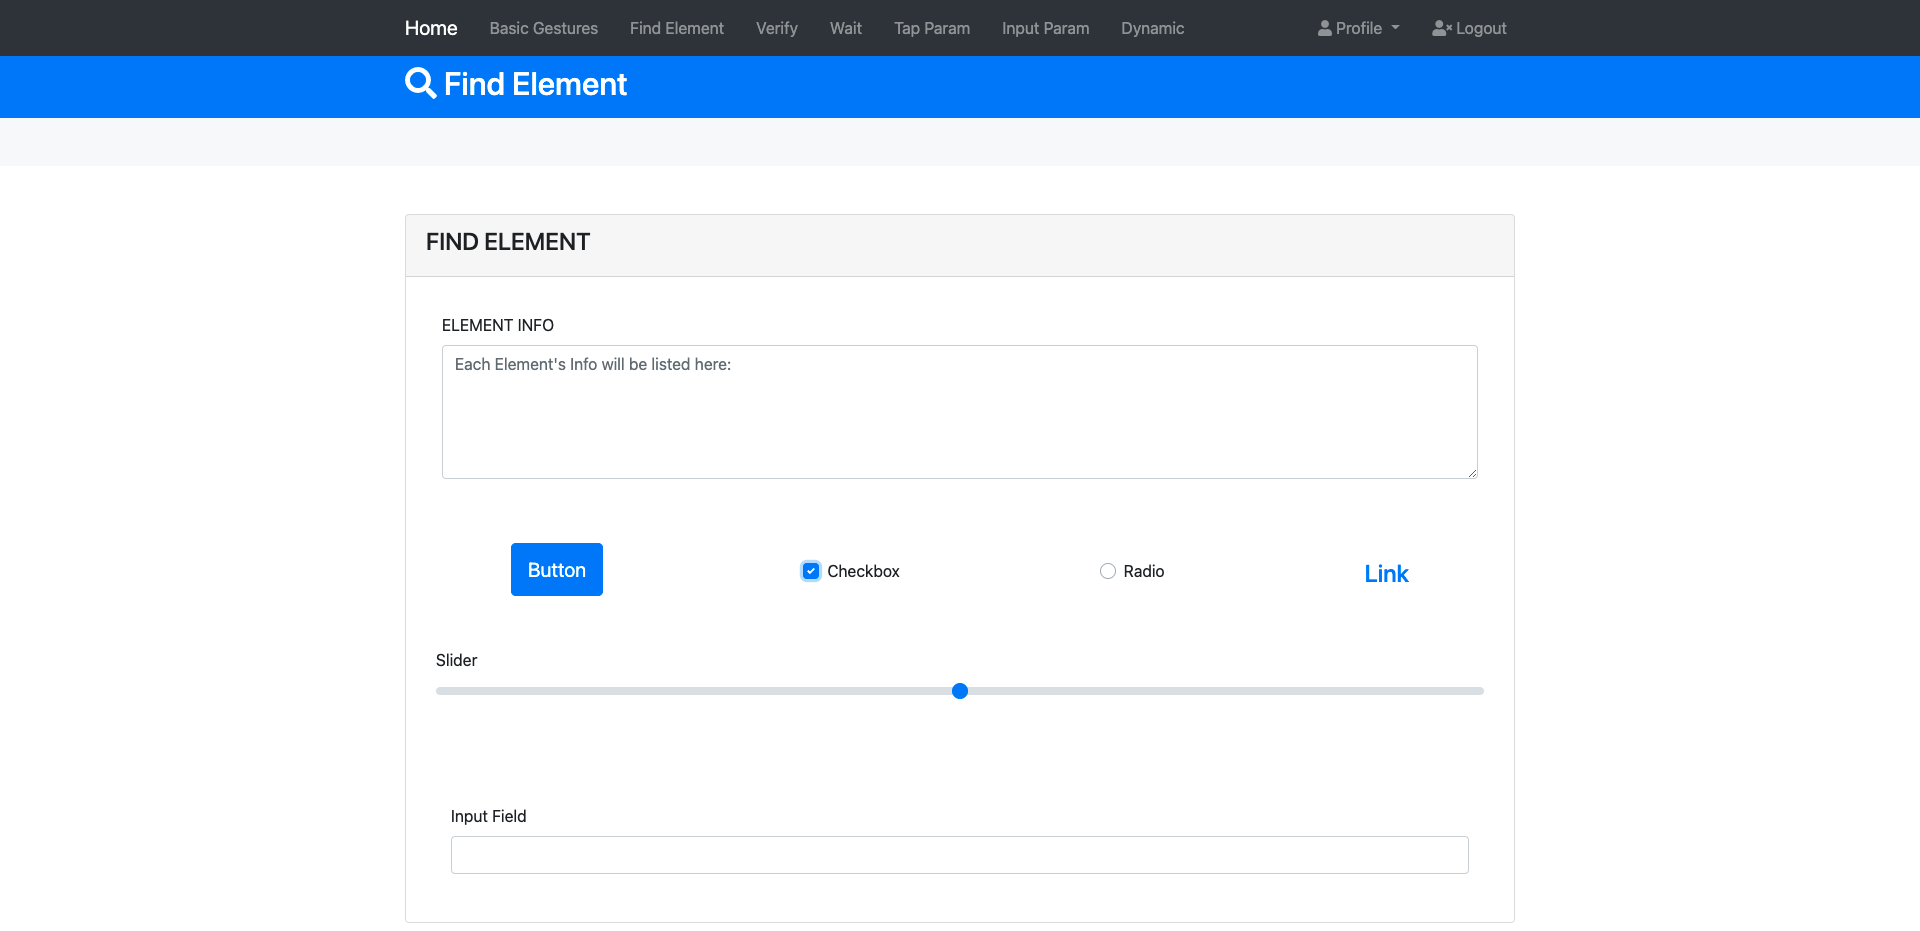 Home Basic Gestures Find Element Verify Wait Tap Param Input Param Dynamic Profile Logout
Find Element
FIND ELEMENT
ELEMENT INFO
Each Element's Info will be listed here:
Button Checkbox Radio Link
Slider
Input Field